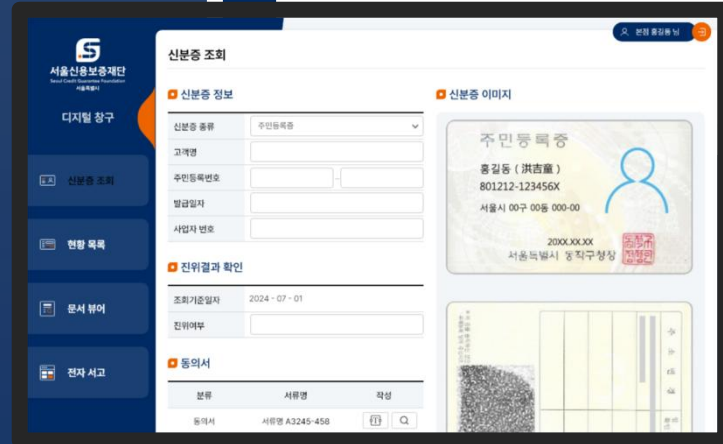 서울신용보증재단
Seoul Credit Guarantee Foundation
서울특별시
디지털 창구
신분증 조회
현황 목록
문서 뷰어
전자 서고
본점 홍길동 님
신분증 조회
신분증 정보
신분증 종류
주민등록증
고객명
주민등록번호
-
발급일자
사업자 번호
진위결과 확인
조회기준일자
2024 - 07 - 01
진위여부
동의서
분류
서류명
작성
동의서
서류명 A3245-458
신분증 이미지
주민등록증
홍길동 ( 洪吉童 )
801212-123456X
서울시 00구 00동 000-00
20XX.XX.XX
서울특별시 동작구청장